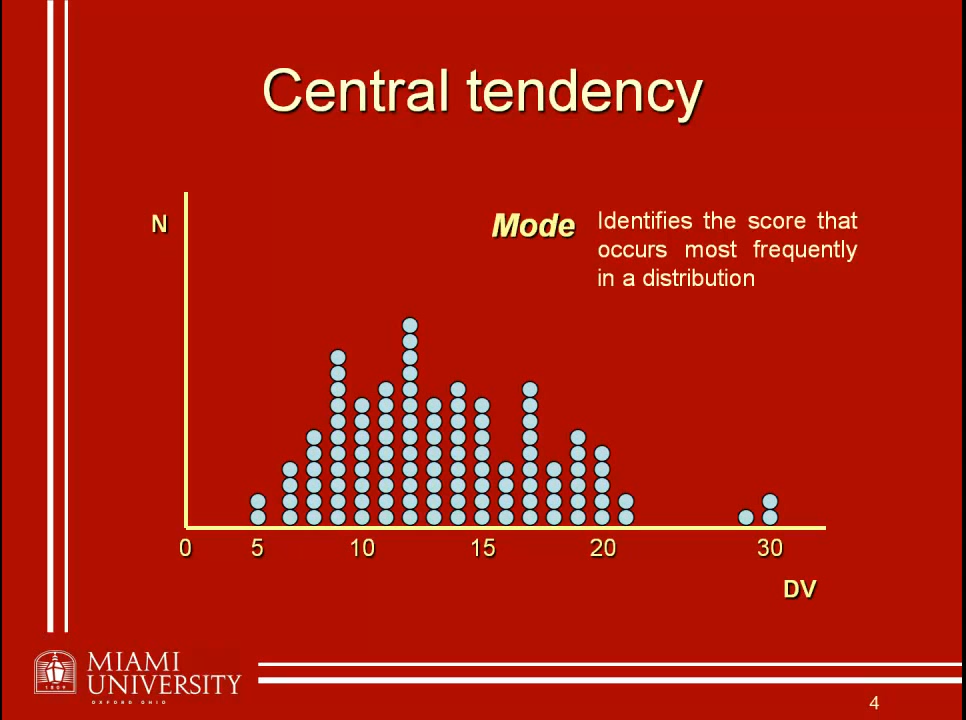 Central tendency
N
Mode
Identifies the score that
occurs most frequently
in a distribution
0 5 10 15 20 30
DV
MIAMI
UNIVERSITY
OXFORD OHIO
1809
4